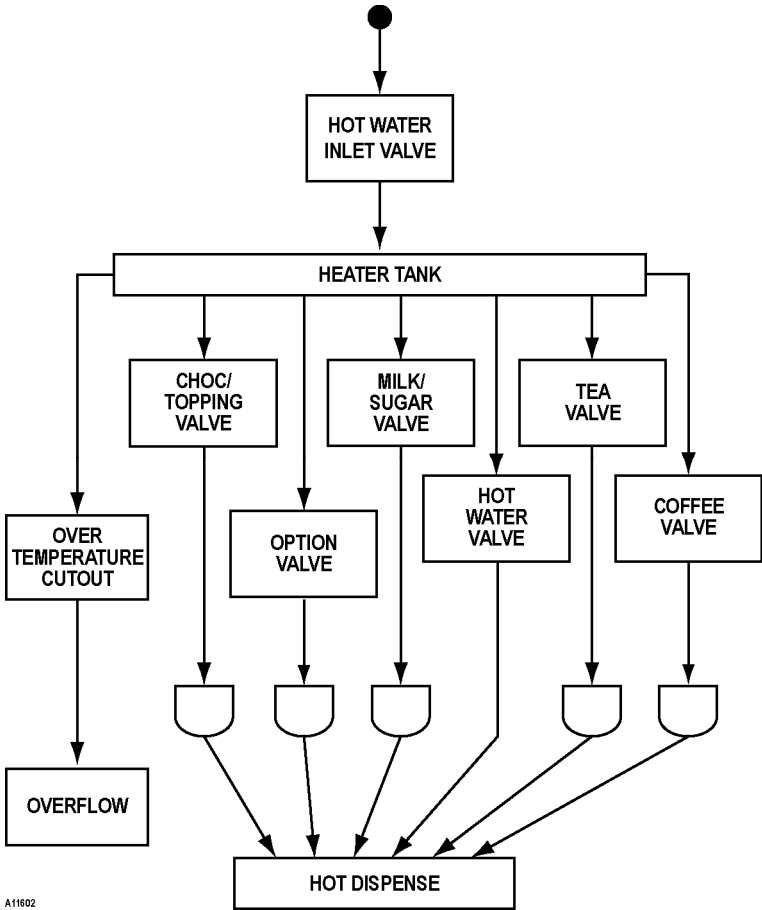 HOT WATER
INLET VALVE
HEATER TANK
CHOC/
TOPPING
VALVE
MILK/
SUGAR
VALVE
TEA
VALVE
HOT
WATER
VALVE
COFFEE
VALVE
OVER
TEMPERATURE
CUTOUT
OPTION
VALVE
OVERFLOW
HOT DISPENSE
A11602